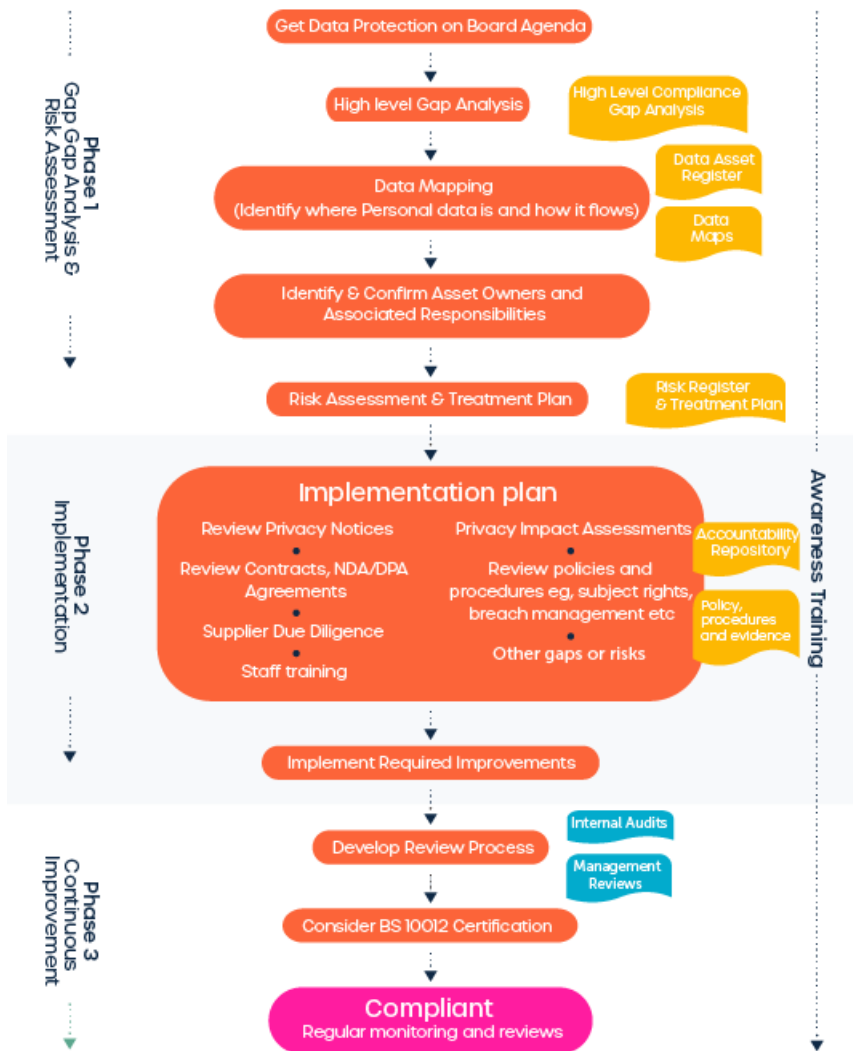 Get Data Protection on Board Agenda
Phase 1
Gap Gap Analysis &
Risk Assessment
High level Gap Analysis
High Level Compliance
Gap Analysis
Data Mapping
(Identify where Personal data is and how it flows)
Data Asset
Register
Data
Maps
Identify & Confirm Asset Owners and
Associated Responsibilities
Risk Assessment & Treatment Plan
Risk Register
& Treatment Plan
Awareness Training
Phase 2
Implementation
Implementation plan
Review Privacy Notices
•
Review Contracts, NDA/DPA
Agreements
•
Supplier Due Diligence
•
Staff training
Privacy Impact Assessments
•
Review policies and
procedures eg, subject rights,
breach management etc
•
Other gaps or risks
Accountability
Repository
Policy,
procedures
and evidence
Implement Required Improvements
Phase 3
Continuous
Improvement
Develop Review Process
Internal Audits
Management
Reviews
Consider BS 10012 Certification
Compliant
Regular monitoring and reviews